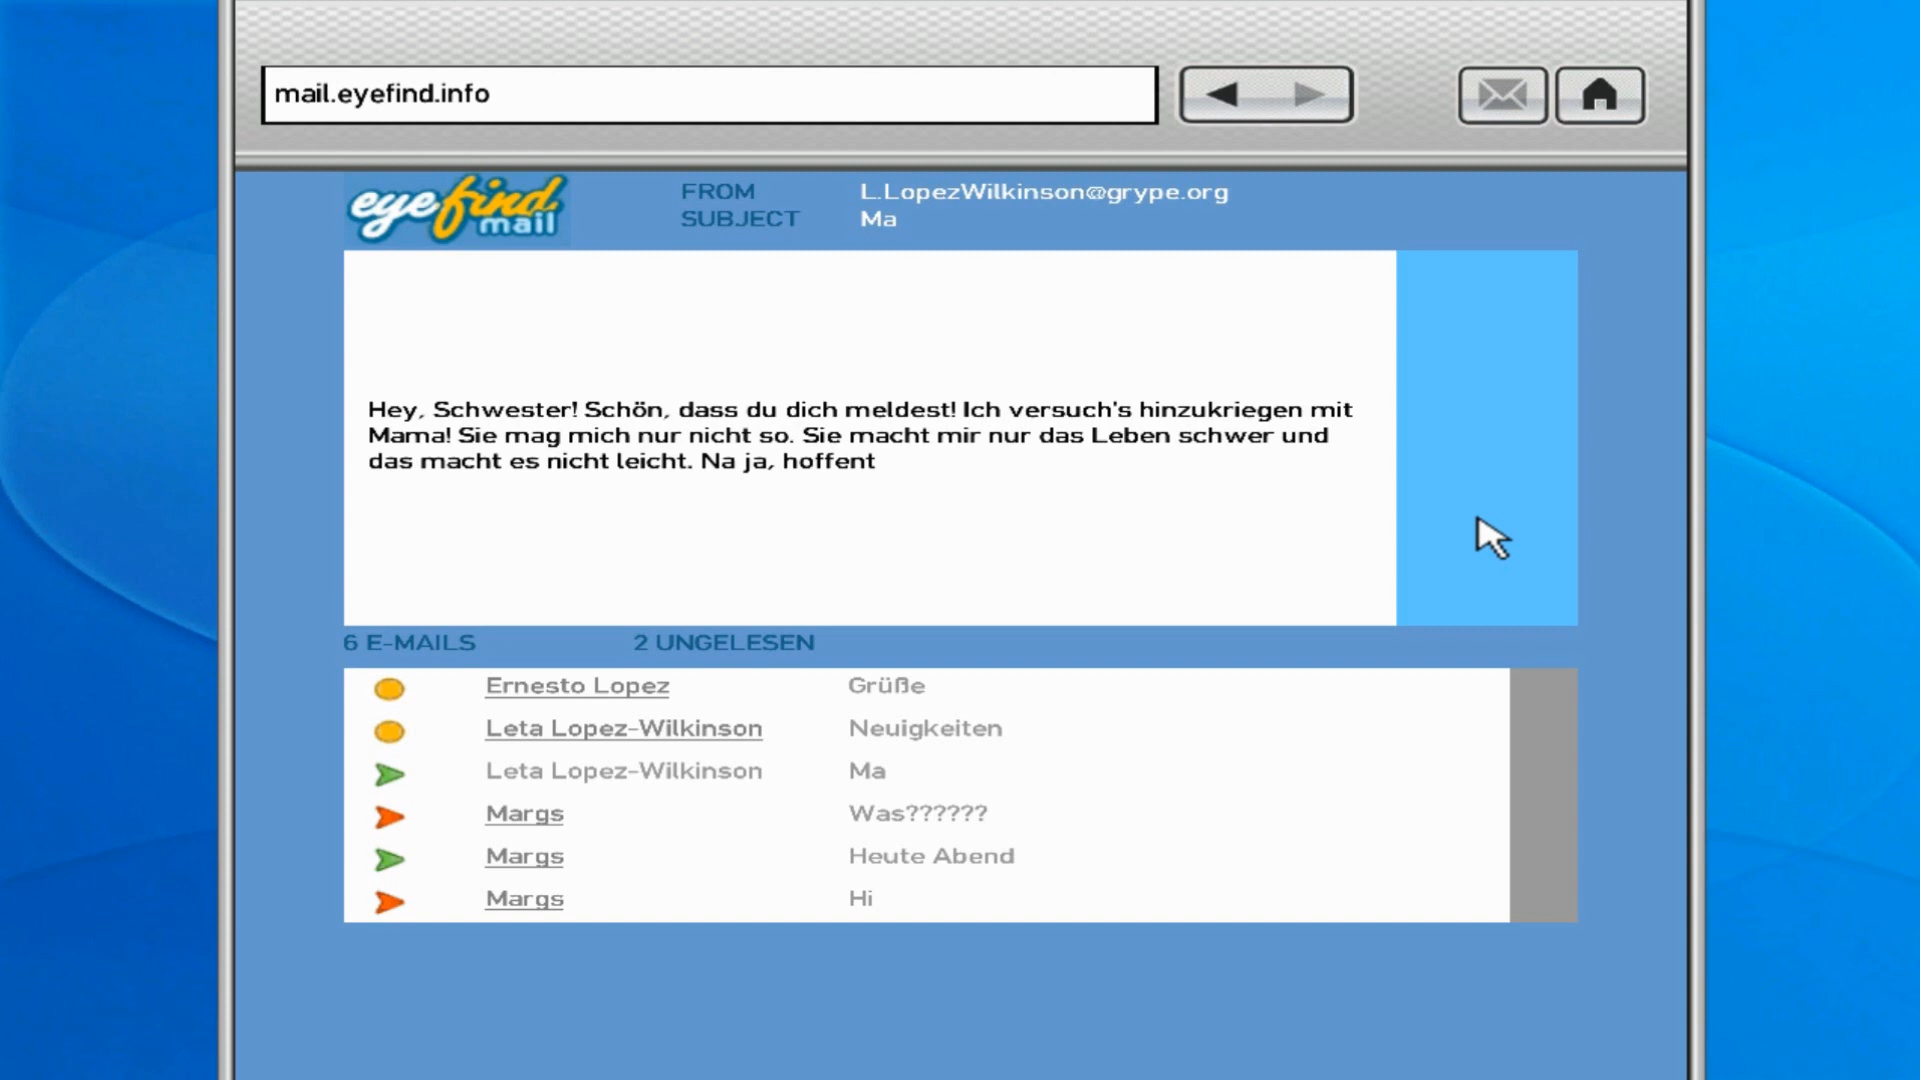 mail.eyefind.info
eyefind mail
FROM L.LopezWilkinson@grype.org
SUBJECT Ma
Hey, Schwester! Schön, dass du dich meldest! Ich versuch's hinzukriegen mit
Mama! Sie mag mich nur nicht so. Sie macht mir nur das Leben schwer und
das macht es nicht leicht. Na ja, hoffent
6 E-MAILS 2 UNGELESEN
Ernesto Lopez Grüße
Leta Lopez-Wilkinson Neuigkeiten
Leta Lopez-Wilkinson Ma
Margs Was??????
Margs Heute Abend
Margs Hi